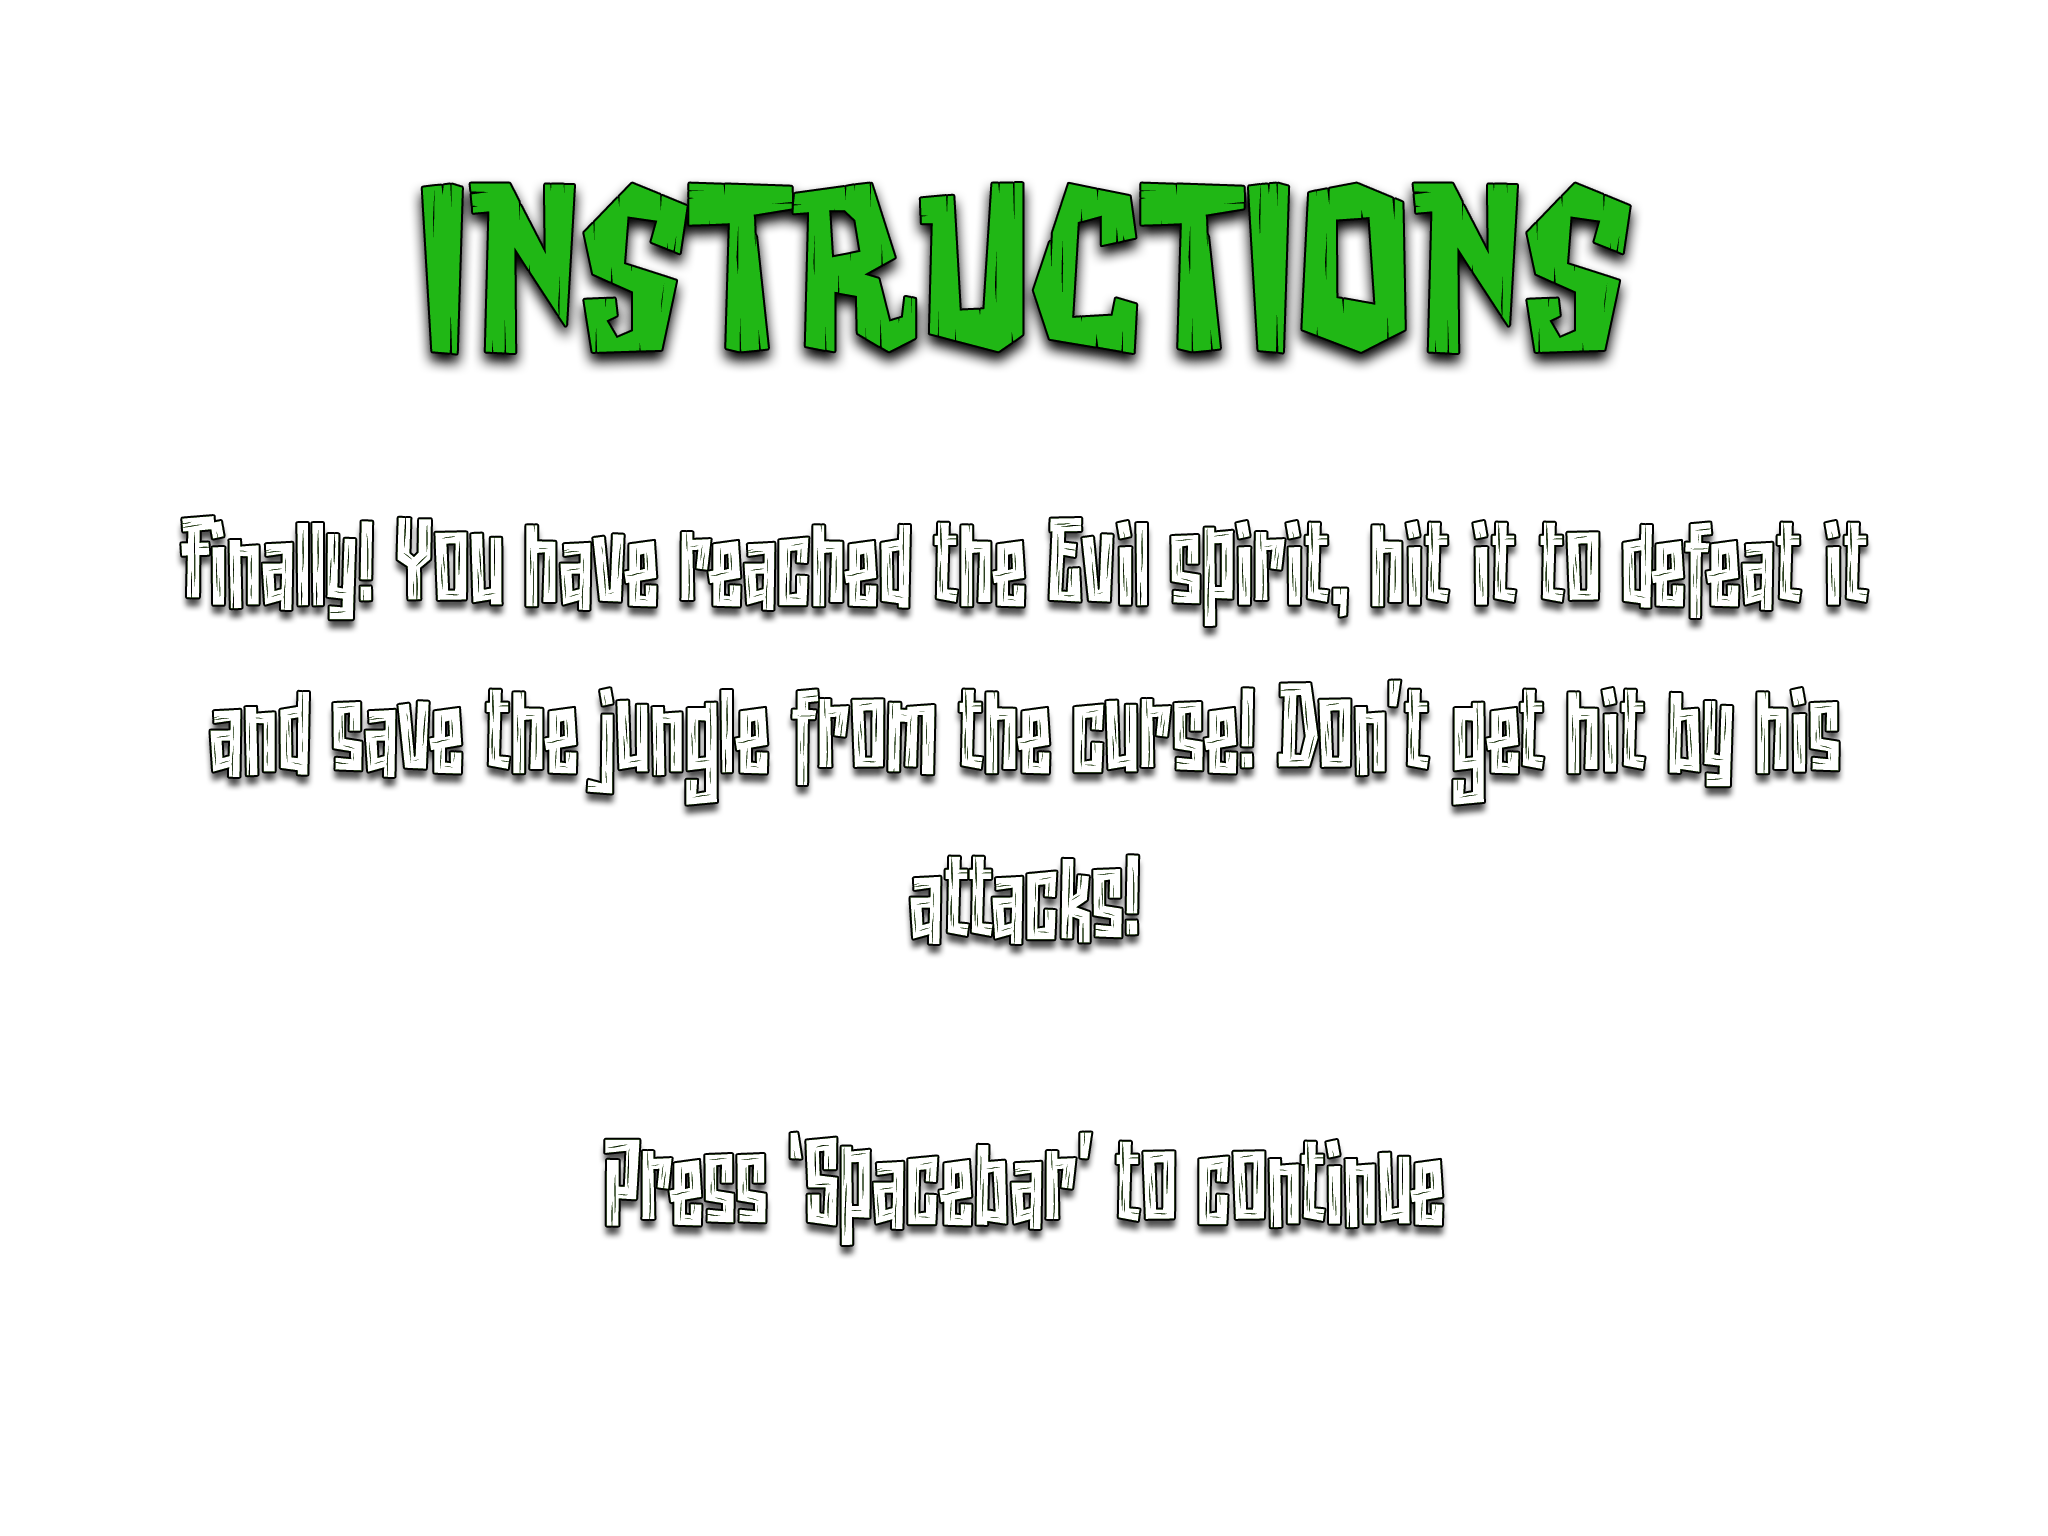 INSTRUCTIONS
Finally! You have reached the Evil spirit, hit it to defeat it
and save the jungle from the curse! Don't get hit by his
attacks!
Press 'Spacebar' to continue